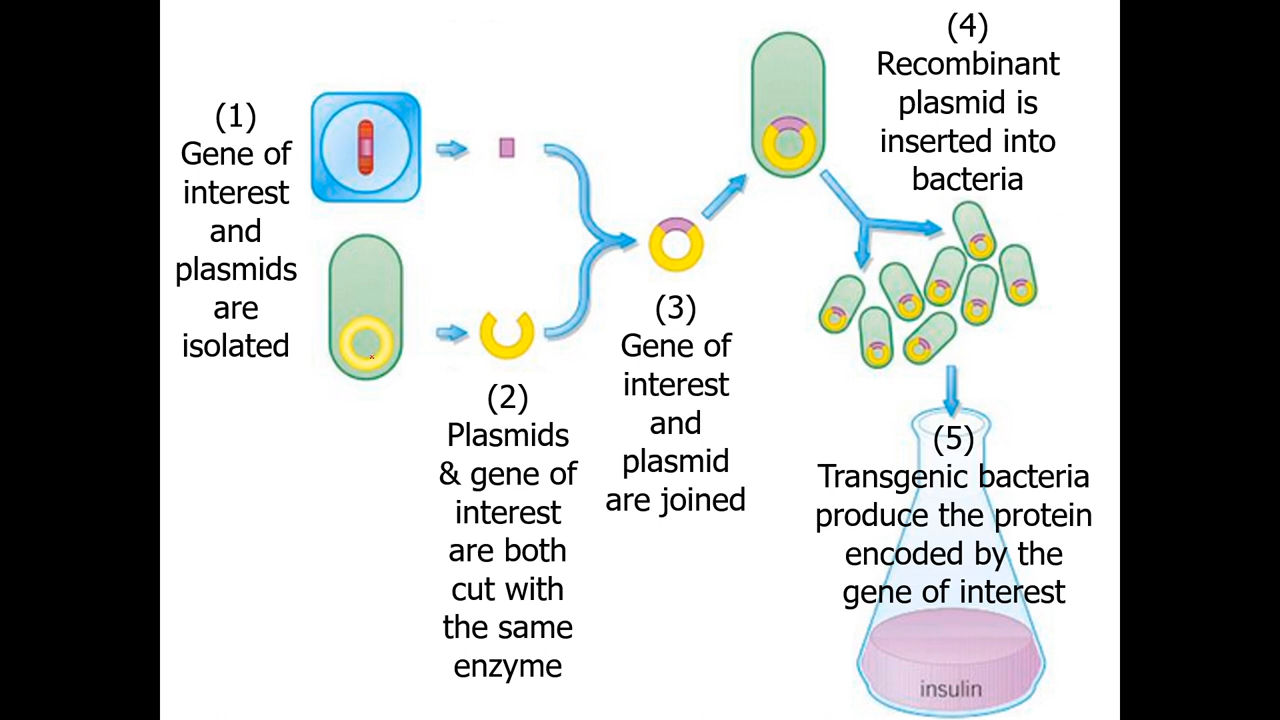 (1)
Gene of
interest
and
plasmids
are
isolated
(2)
Plasmids
& gene of
interest
are both
cut with
the same
enzyme
(3)
Gene of
interest
and
plasmid
are joined
(4)
Recombinant
plasmid is
inserted into
bacteria
(5)
Transgenic bacteria
produce the protein
encoded by the
gene of interest
insulin